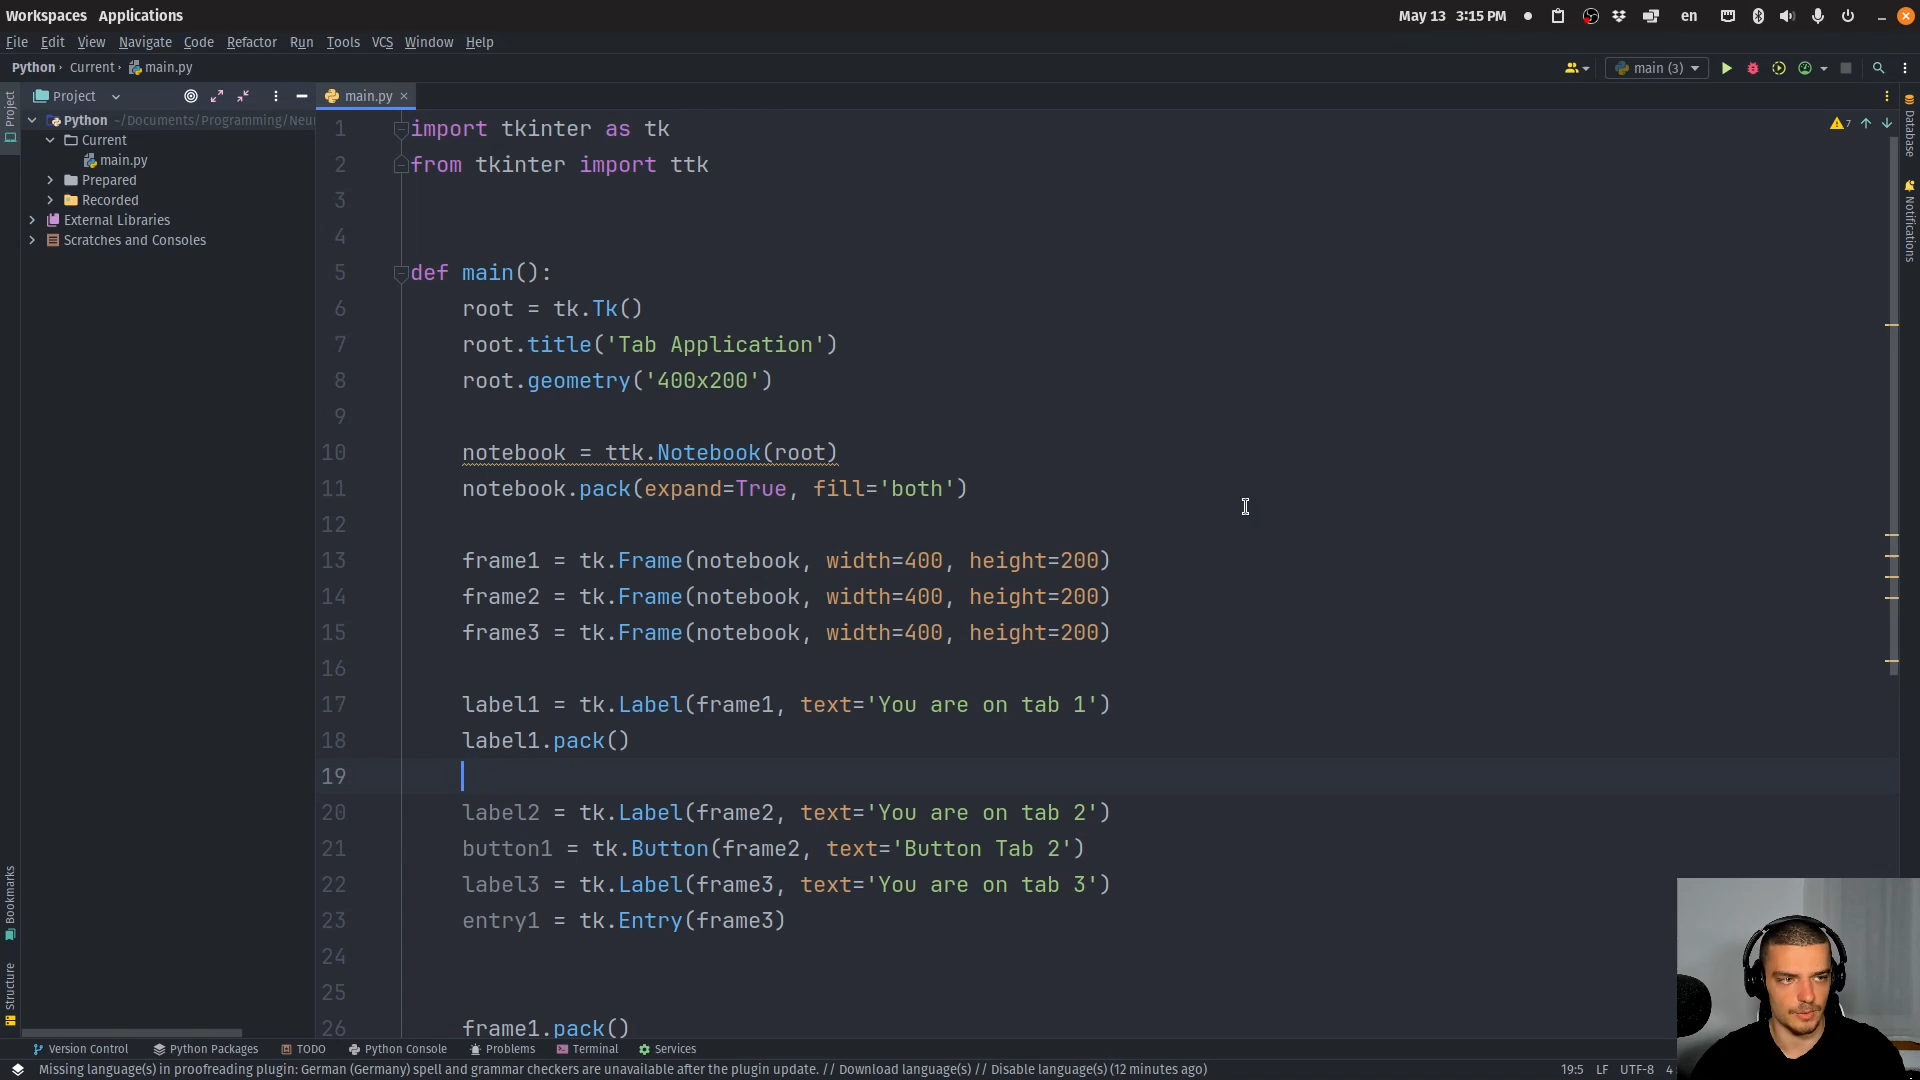 Workspaces Applications
May 13 3:15 PM
en
File Edit View Navigate Code Refactor Run Tools VCS Window Help
Python Current main.py
main (3)
Project
main.py
Python ~/Documents/Programming/Neur
Current
main.py
Prepared
Recorded
External Libraries
Scratches and Consoles
Project
Bookmarks
Structure
Database
Notifications
7
1 import tkinter as tk
2 from tkinter import ttk
3
4
5 def main():
6 root = tk.Tk()
7 root.title('Tab Application')
8 root.geometry('400x200')
9
10 notebook = ttk.Notebook(root)
11 notebook.pack(expand=True, fill='both')
12
13 frame1 = tk.Frame(notebook, width=400, height=200)
14 frame2 = tk.Frame(notebook, width=400, height=200)
15 frame3 = tk.Frame(notebook, width=400, height=200)
16
17 label1 = tk.Label(frame1, text='You are on tab 1')
18 label1.pack()
19
20 label2 = tk.Label(frame2, text='You are on tab 2')
21 button1 = tk.Button(frame2, text='Button Tab 2')
22 label3 = tk.Label(frame3, text='You are on tab 3')
23 entry1 = tk.Entry(frame3)
24
25
26 frame1.pack()
Version Control Python Packages TODO Python Console Problems Terminal Services
Missing language(s) in proofreading plugin: German (Germany) spell and grammar checkers are unavailable after the plugin update. // Download language(s) // Disable language(s) (12 minutes ago)
19:5 LF UTF-8 4